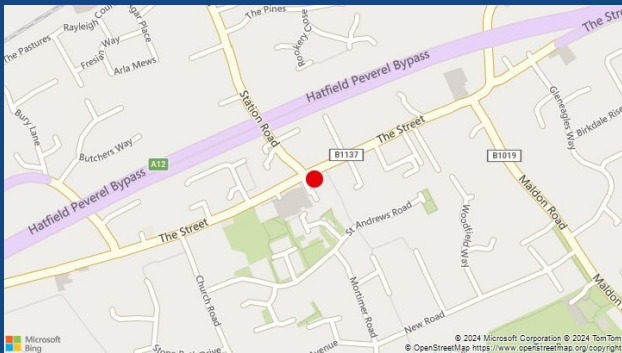 The Pines
Rayleigh
The Pastures
Way
Arla Mews
Close
The Street
Hatfield Peverel Bypass
Bury Lane
Butchers Way
Station Road
The Street
Gleneagles Way
Birkdale Rise
B1137
B1019
A12
Hatfield Peverel Bypass
Maldon Road
The Street
St Andrews Road
Woodfield Way
Church Road
Mortimer Road
New Road
Maldon
Avenue
Microsoft
Bing
© 2024 Microsoft Corporation © 2024 TomTom
© OpenStreetMap https://www.openstreetmap.org/copyright